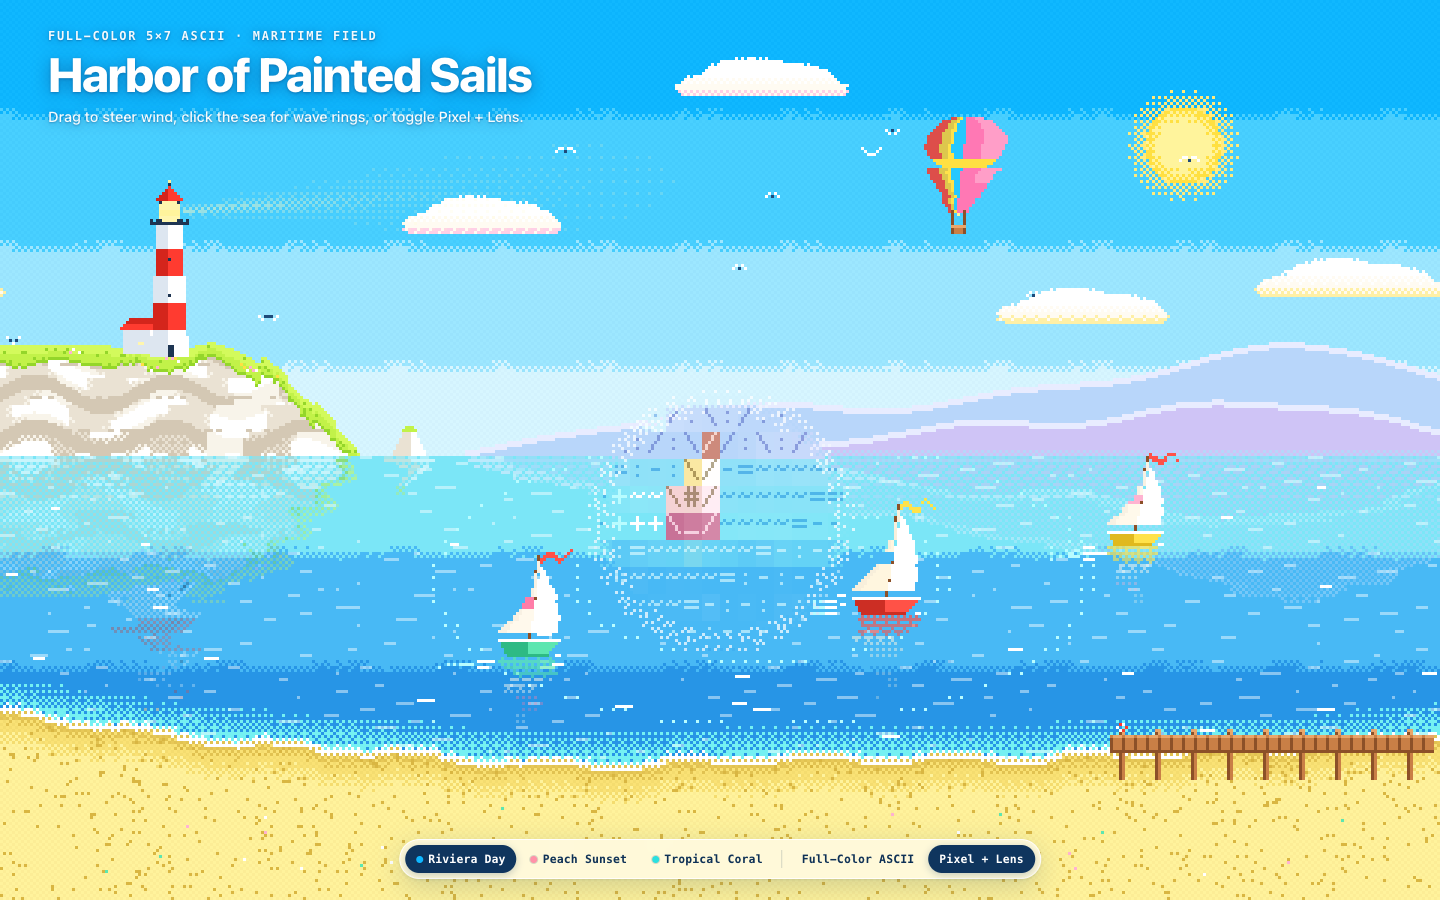 FULL−COLOR 5×7 ASCII · MARITIME FIELD
Harbor of Painted Sails
Drag to steer wind, click the sea for wave rings, or toggle Pixel + Lens.
Riviera Day
Peach Sunset
Tropical Coral
Full−Color ASCII
Pixel + Lens